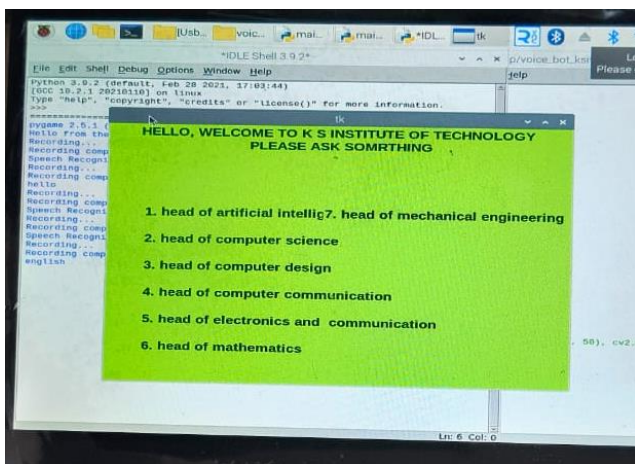 [Usb...
voic...
mai...
mai...
*IDL...
tk
*IDLE Shell 3.9.2*
p/voice_bot_ksi
Please
File Edit Shell Debug Options Window Help
Help
Python 3.9.2 (default, Feb 28 2021, 17:03:44)
[GCC 10.2.1 20210110] on linux
Type "help", "copyright", "credits" or "license()" for more information.
>>>
tk
pygame 2.5.1 (
Hello from the
Recording...
Recording comp
Speech Recogni
Recording...
Recording comp
hello
Recording...
Recording comp
Speech Recogni
Recording...
Recording comp
Speech Recogni
Recording...
Recording comp
english
HELLO, WELCOME TO K S INSTITUTE OF TECHNOLOGY
PLEASE ASK SOMRTHING
1. head of artificial intellig7. head of mechanical engineering
2. head of computer science
3. head of computer design
4. head of computer communication
5. head of electronics and communication
6. head of mathematics
, 50), cv2.
Ln: 6 Col: 0